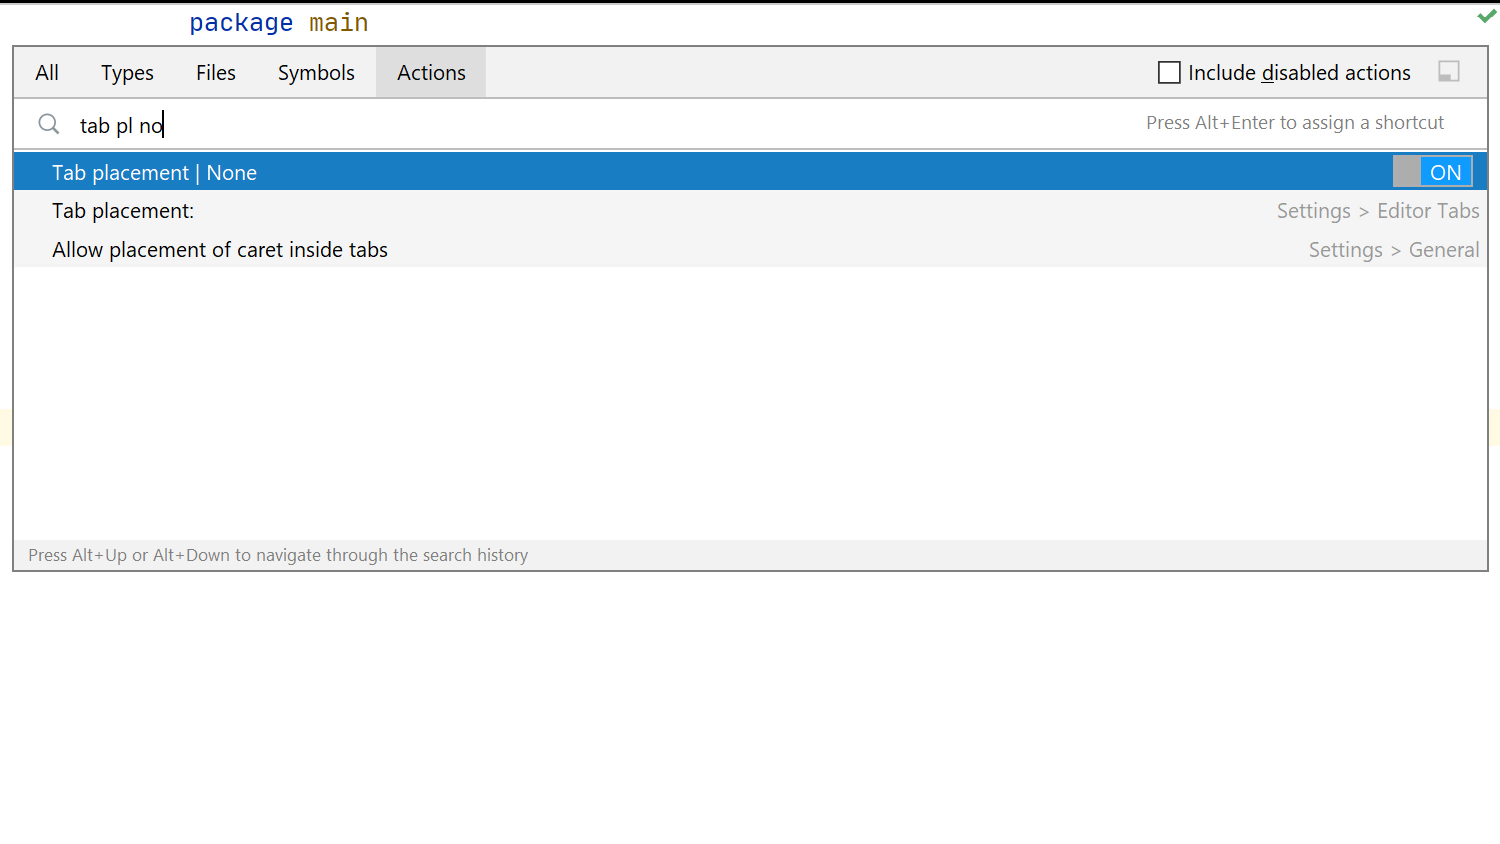 package main
All Types Files Symbols Actions Include disabled actions
tab pl no Press Alt+Enter to assign a shortcut
Tab placement | None ON
Tab placement: Settings > Editor Tabs
Allow placement of caret inside tabs Settings > General
Press Alt+Up or Alt+Down to navigate through the search history